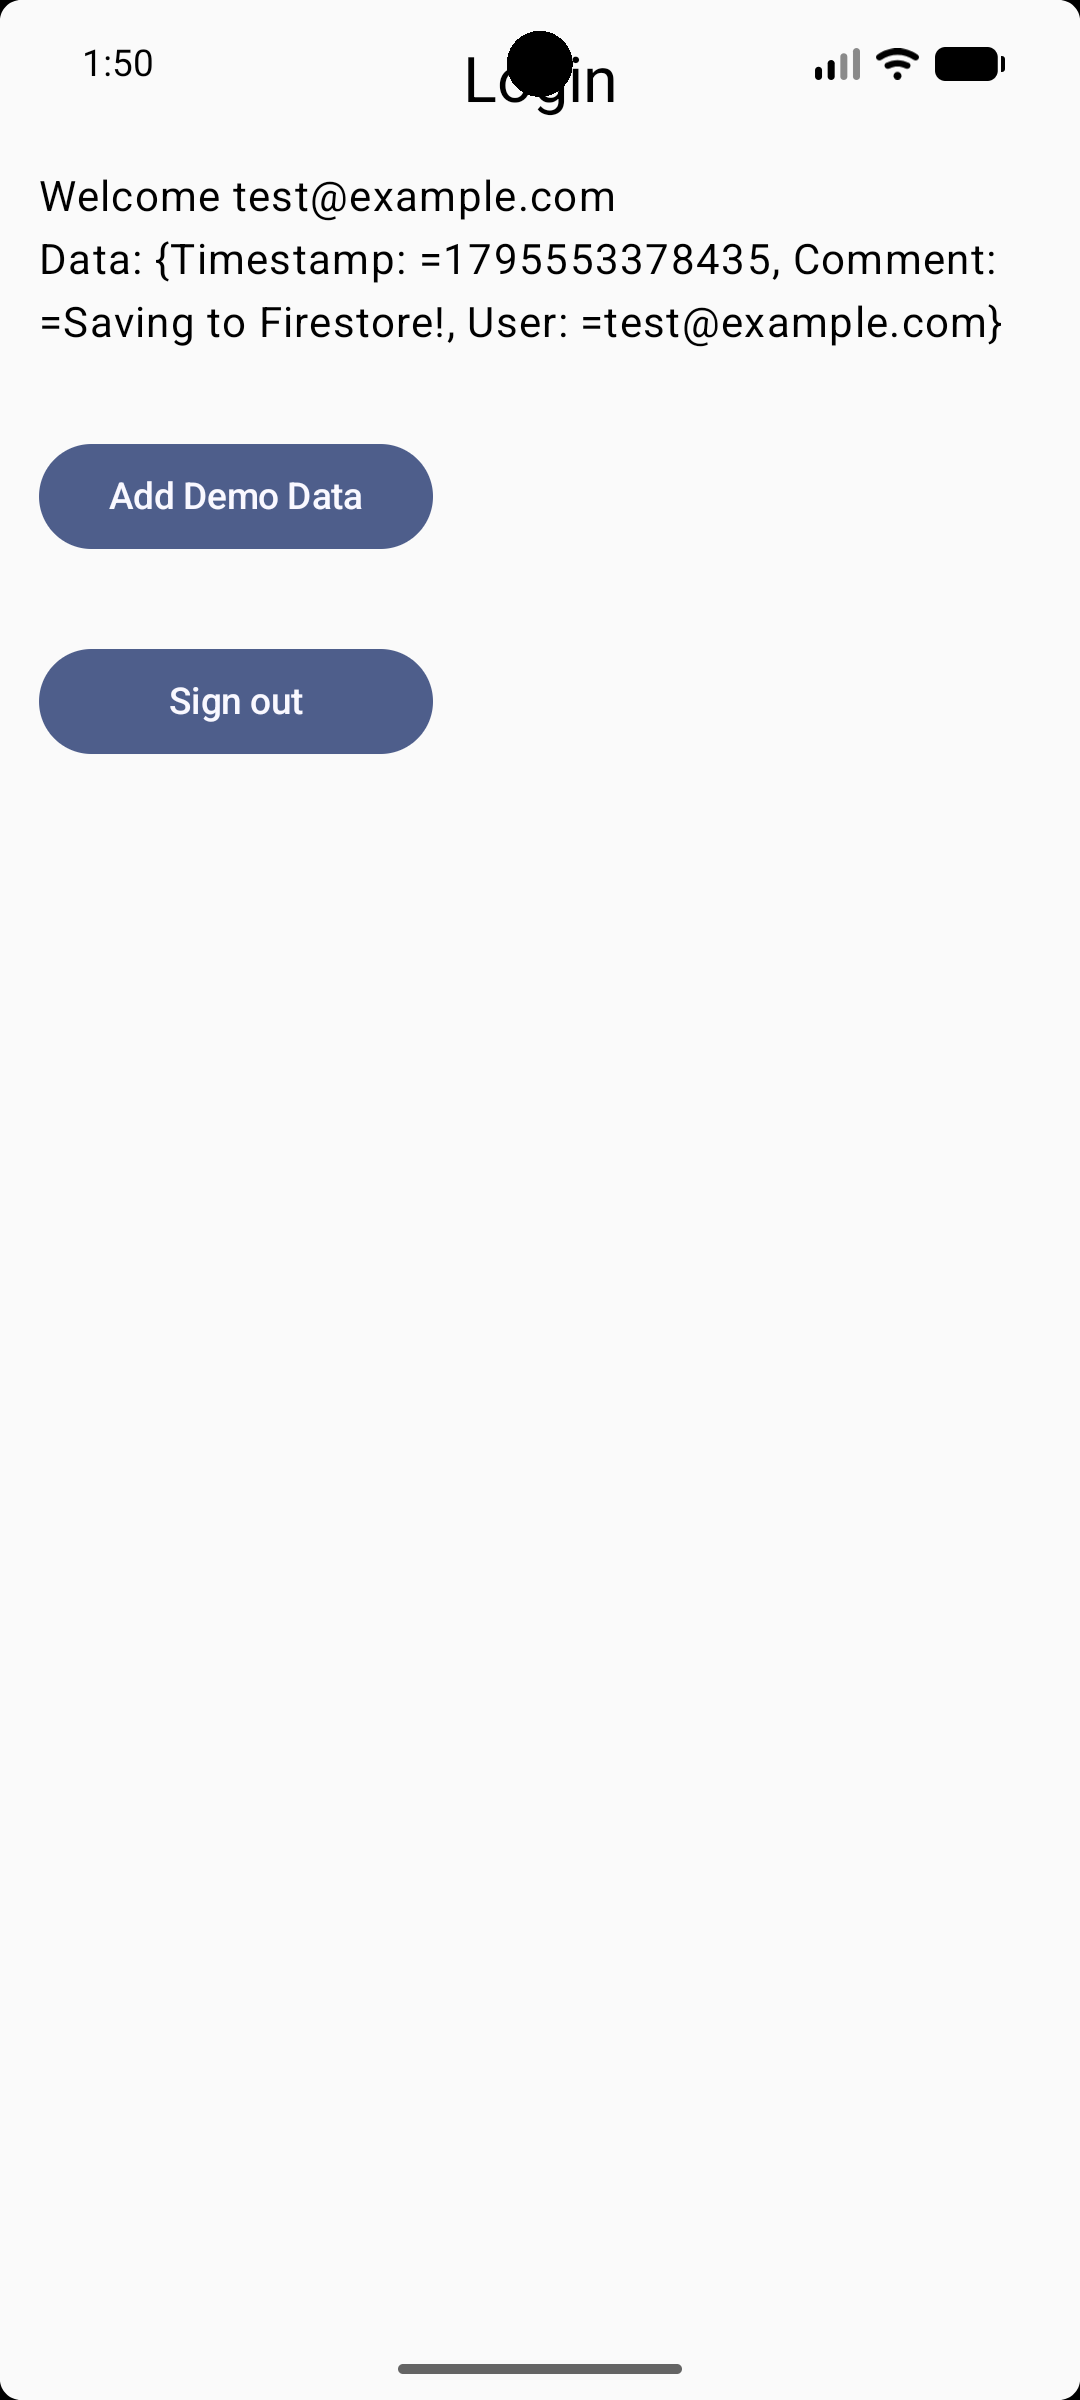 1:50
Login
Welcome test@example.com
Data: {Timestamp: =1795553378435, Comment:
=Saving to Firestore!, User: =test@example.com}
Add Demo Data
Sign out